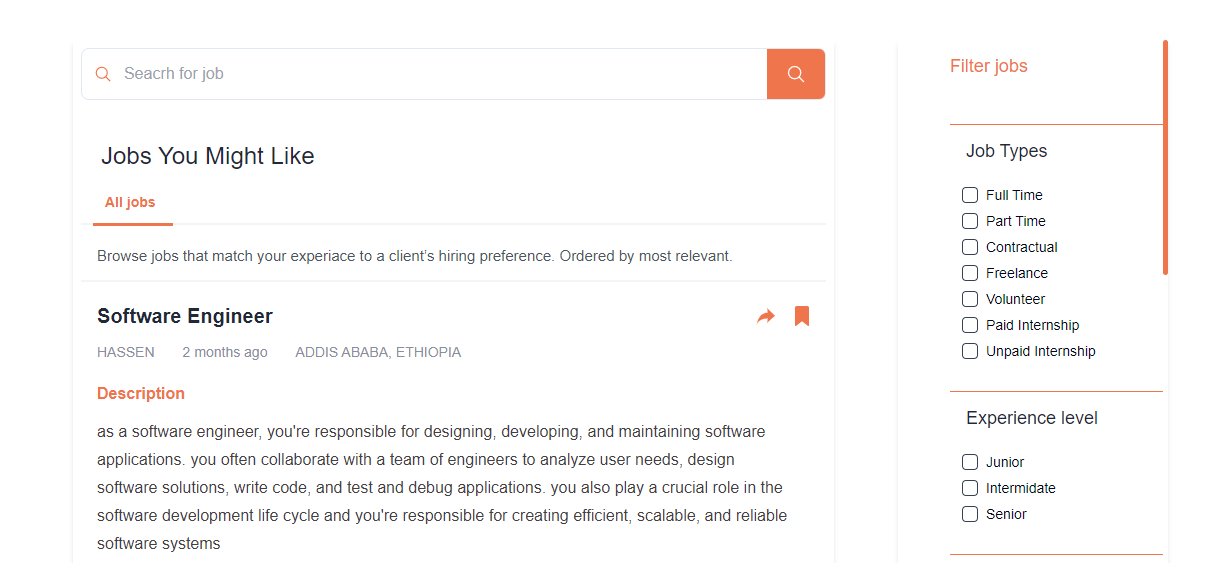 Seacrh for job
Jobs You Might Like
All jobs
Browse jobs that match your experiace to a client's hiring preference. Ordered by most relevant.
Software Engineer
HASSEN 2 months ago ADDIS ABABA, ETHIOPIA
Description
as a software engineer, you're responsible for designing, developing, and maintaining software
applications. you often collaborate with a team of engineers to analyze user needs, design
software solutions, write code, and test and debug applications. you also play a crucial role in the
software development life cycle and you're responsible for creating efficient, scalable, and reliable
software systems
Filter jobs
Job Types
Full Time
Part Time
Contractual
Freelance
Volunteer
Paid Internship
Unpaid Internship
Experience level
Junior
Intermidate
Senior